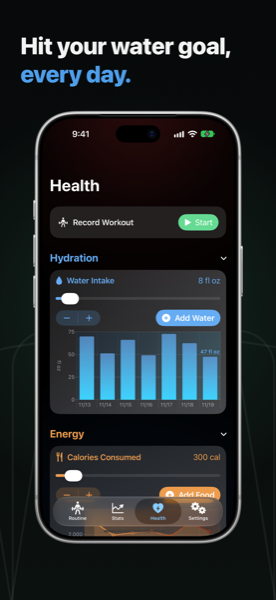 Hit your water goal,
every day.
9:41
Health
Record Workout
Start
Hydration
Water Intake
8 fl oz
Add Water
75
50
25
0
47 fl oz
11/13 11/14 11/15 11/16 11/17 11/18 11/19
Energy
Calories Consumed
300 cal
Add Food
1,000
Routine
Stats
Health
Settings